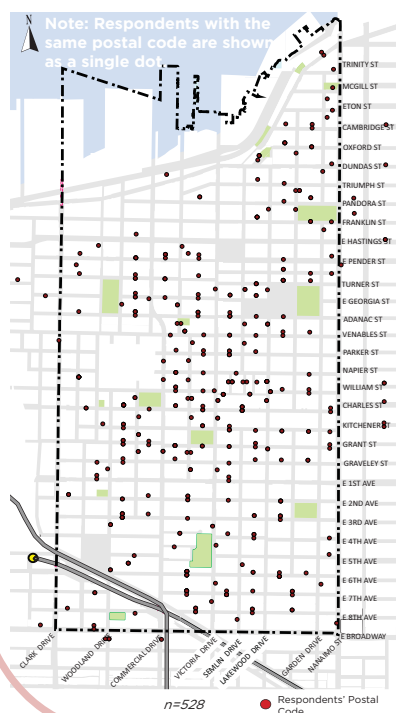 Note: Respondents with the
same postal code are shown
as a single dot.
N
TRINITY ST
MCGILL ST
ETON ST
CAMBRIDGE ST
OXFORD ST
DUNDAS ST
TRIUMPH ST
PANDORA ST
FRANKLIN ST
E HASTINGS ST
E PENDER ST
TURNER ST
E GEORGIA ST
ADANAC ST
VENABLES ST
PARKER ST
NAPIER ST
WILLIAM ST
CHARLES ST
KITCHENER ST
GRANT ST
GRAVELEY ST
E 1ST AVE
E 2ND AVE
E 3RD AVE
E 4TH AVE
E 5TH AVE
E 6TH AVE
E 7TH AVE
E 8TH AVE
E BROADWAY
CLARK DRIVE
WOODLAND DRIVE
COMMERCIAL DRIVE
VICTORIA DRIVE
SEMLIN DRIVE
LAKEWOOD DRIVE
GARDEN DRIVE
NANAIMO ST
n=528
Respondents' Postal
Code